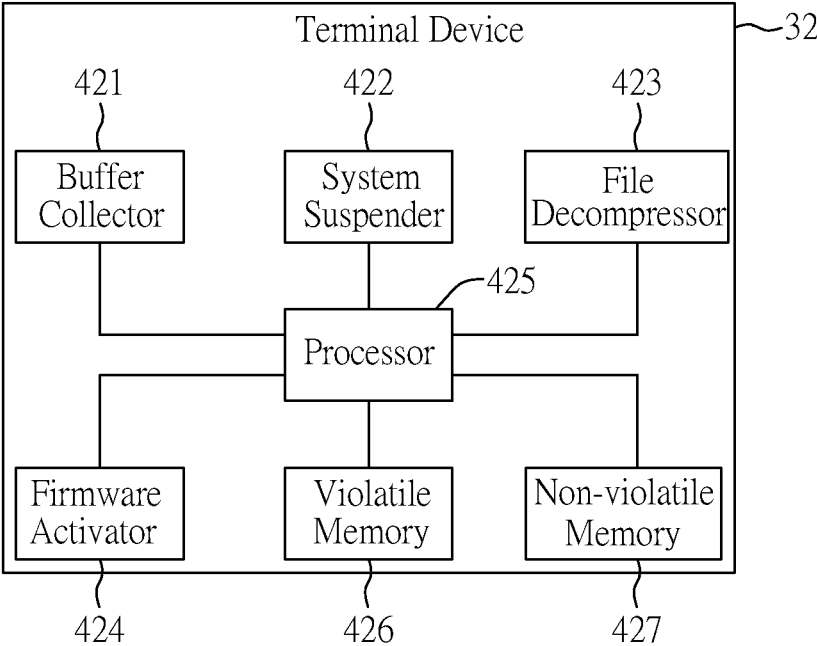 Terminal Device
32
421
422
423
Buffer
Collector
System
Suspender
File
Decompressor
425
Processor
Firmware
Activator
Violatile
Memory
Non-violatile
Memory
424
426
427